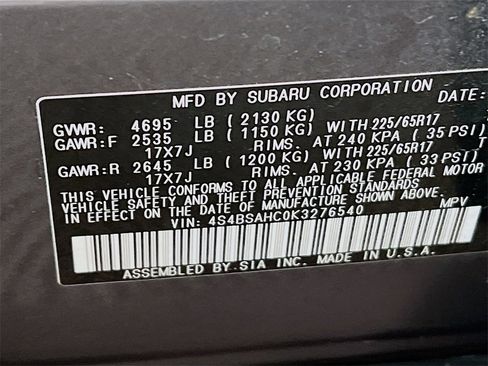 MFD BY SUBARU CORPORATION DATE:
GVWR: 4695 LB ( 2130 KG)
GAWR:F 2535 LB ( 1150 KG) WITH 225/65R17
17X7J RIMS. AT 240 KPA ( 35 PSI)
GAWR:R 2645 LB ( 1200 KG) WITH 225/65R17 T
17X7J RIMS. AT 230 KPA ( 33 PSI)
THIS VEHICLE CONFORMS TO ALL APPLICABLE FEDERAL MOTOR
VEHICLE SAFETY AND THEFT PREVENTION STANDARDS
IN EFFECT ON THE DATE OF MANUFACTURE SHOWN ABOVE.
VIN: 4S4BSAHC0K3276540 MPV
ASSEMBLED BY SIA INC. MADE IN U.S.A.